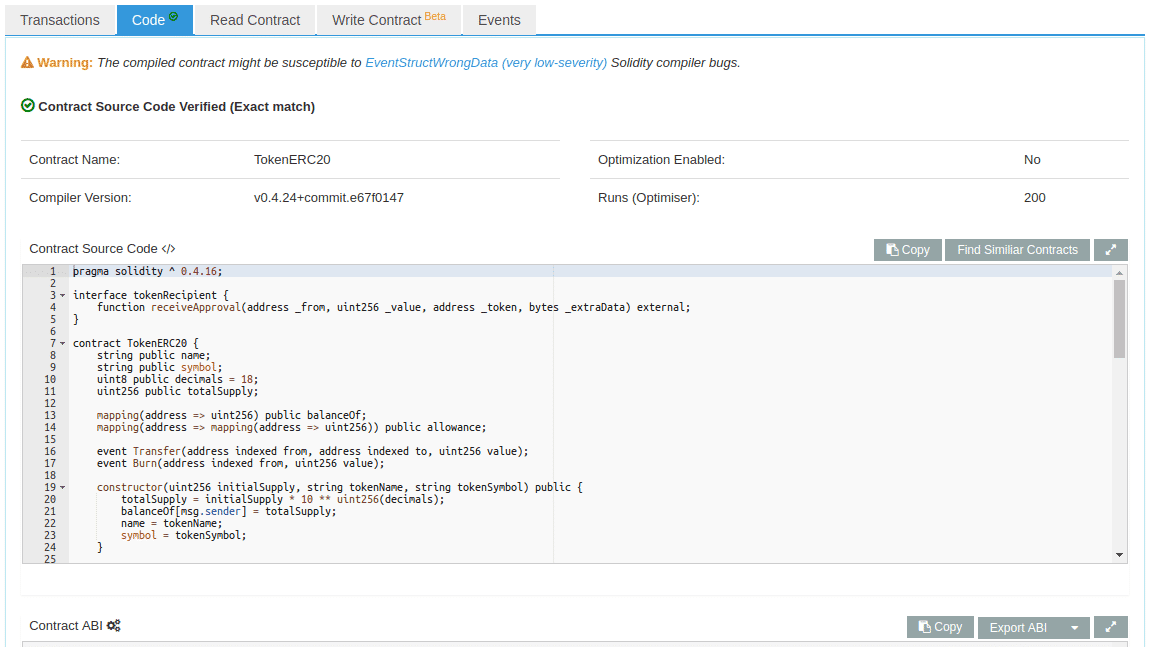 Transactions Code Read Contract Write Contract Beta Events
Warning: The compiled contract might be susceptible to EventStructWrongData (very low-severity) Solidity compiler bugs.
Contract Source Code Verified (Exact match)
Contract Name: TokenERC20 Optimization Enabled: No
Compiler Version: v0.4.24+commit.e67f0147 Runs (Optimiser): 200
Contract Source Code </> Copy Find Similiar Contracts
1 pragma solidity ^ 0.4.16;
2
3 interface tokenRecipient {
4 function receiveApproval(address _from, uint256 _value, address _token, bytes _extraData) external;
5 }
6
7 contract TokenERC20 {
8 string public name;
9 string public symbol;
10 uint8 public decimals = 18;
11 uint256 public totalSupply;
12
13 mapping(address => uint256) public balanceOf;
14 mapping(address => mapping(address => uint256)) public allowance;
15
16 event Transfer(address indexed from, address indexed to, uint256 value);
17 event Burn(address indexed from, uint256 value);
18
19 constructor(uint256 initialSupply, string tokenName, string tokenSymbol) public {
20 totalSupply = initialSupply * 10 ** uint256(decimals);
21 balanceOf[msg.sender] = totalSupply;
22 name = tokenName;
23 symbol = tokenSymbol;
24 }
25
Contract ABI Copy Export ABI